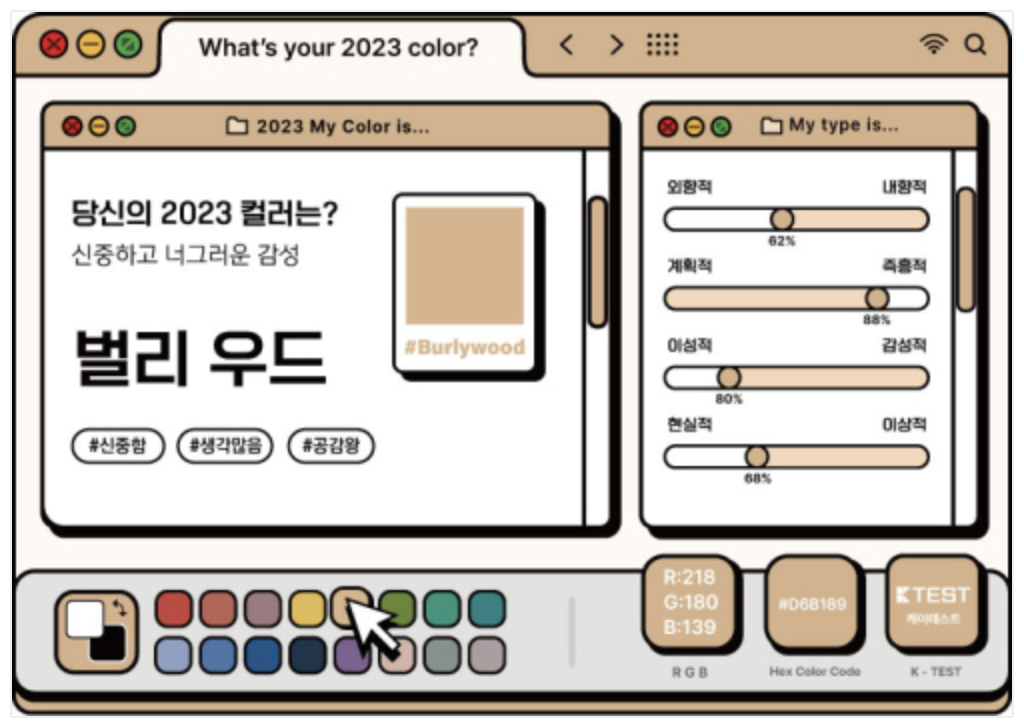 What's your 2023 color?
2023 My Color is...
당신의 2023 컬러는?
신중하고 너그러운 감성
벌리 우드
#신중함 #생각많음 #공감왕
#Burlywood
My type is...
외향적 내향적
62%
계획적 즉흥적
88%
이성적 감성적
80%
현실적 이상적
68%
R:218
G:180
B:139
R G B
#D6B189
Hex Color Code
KTEST
케이테스트
K - TEST